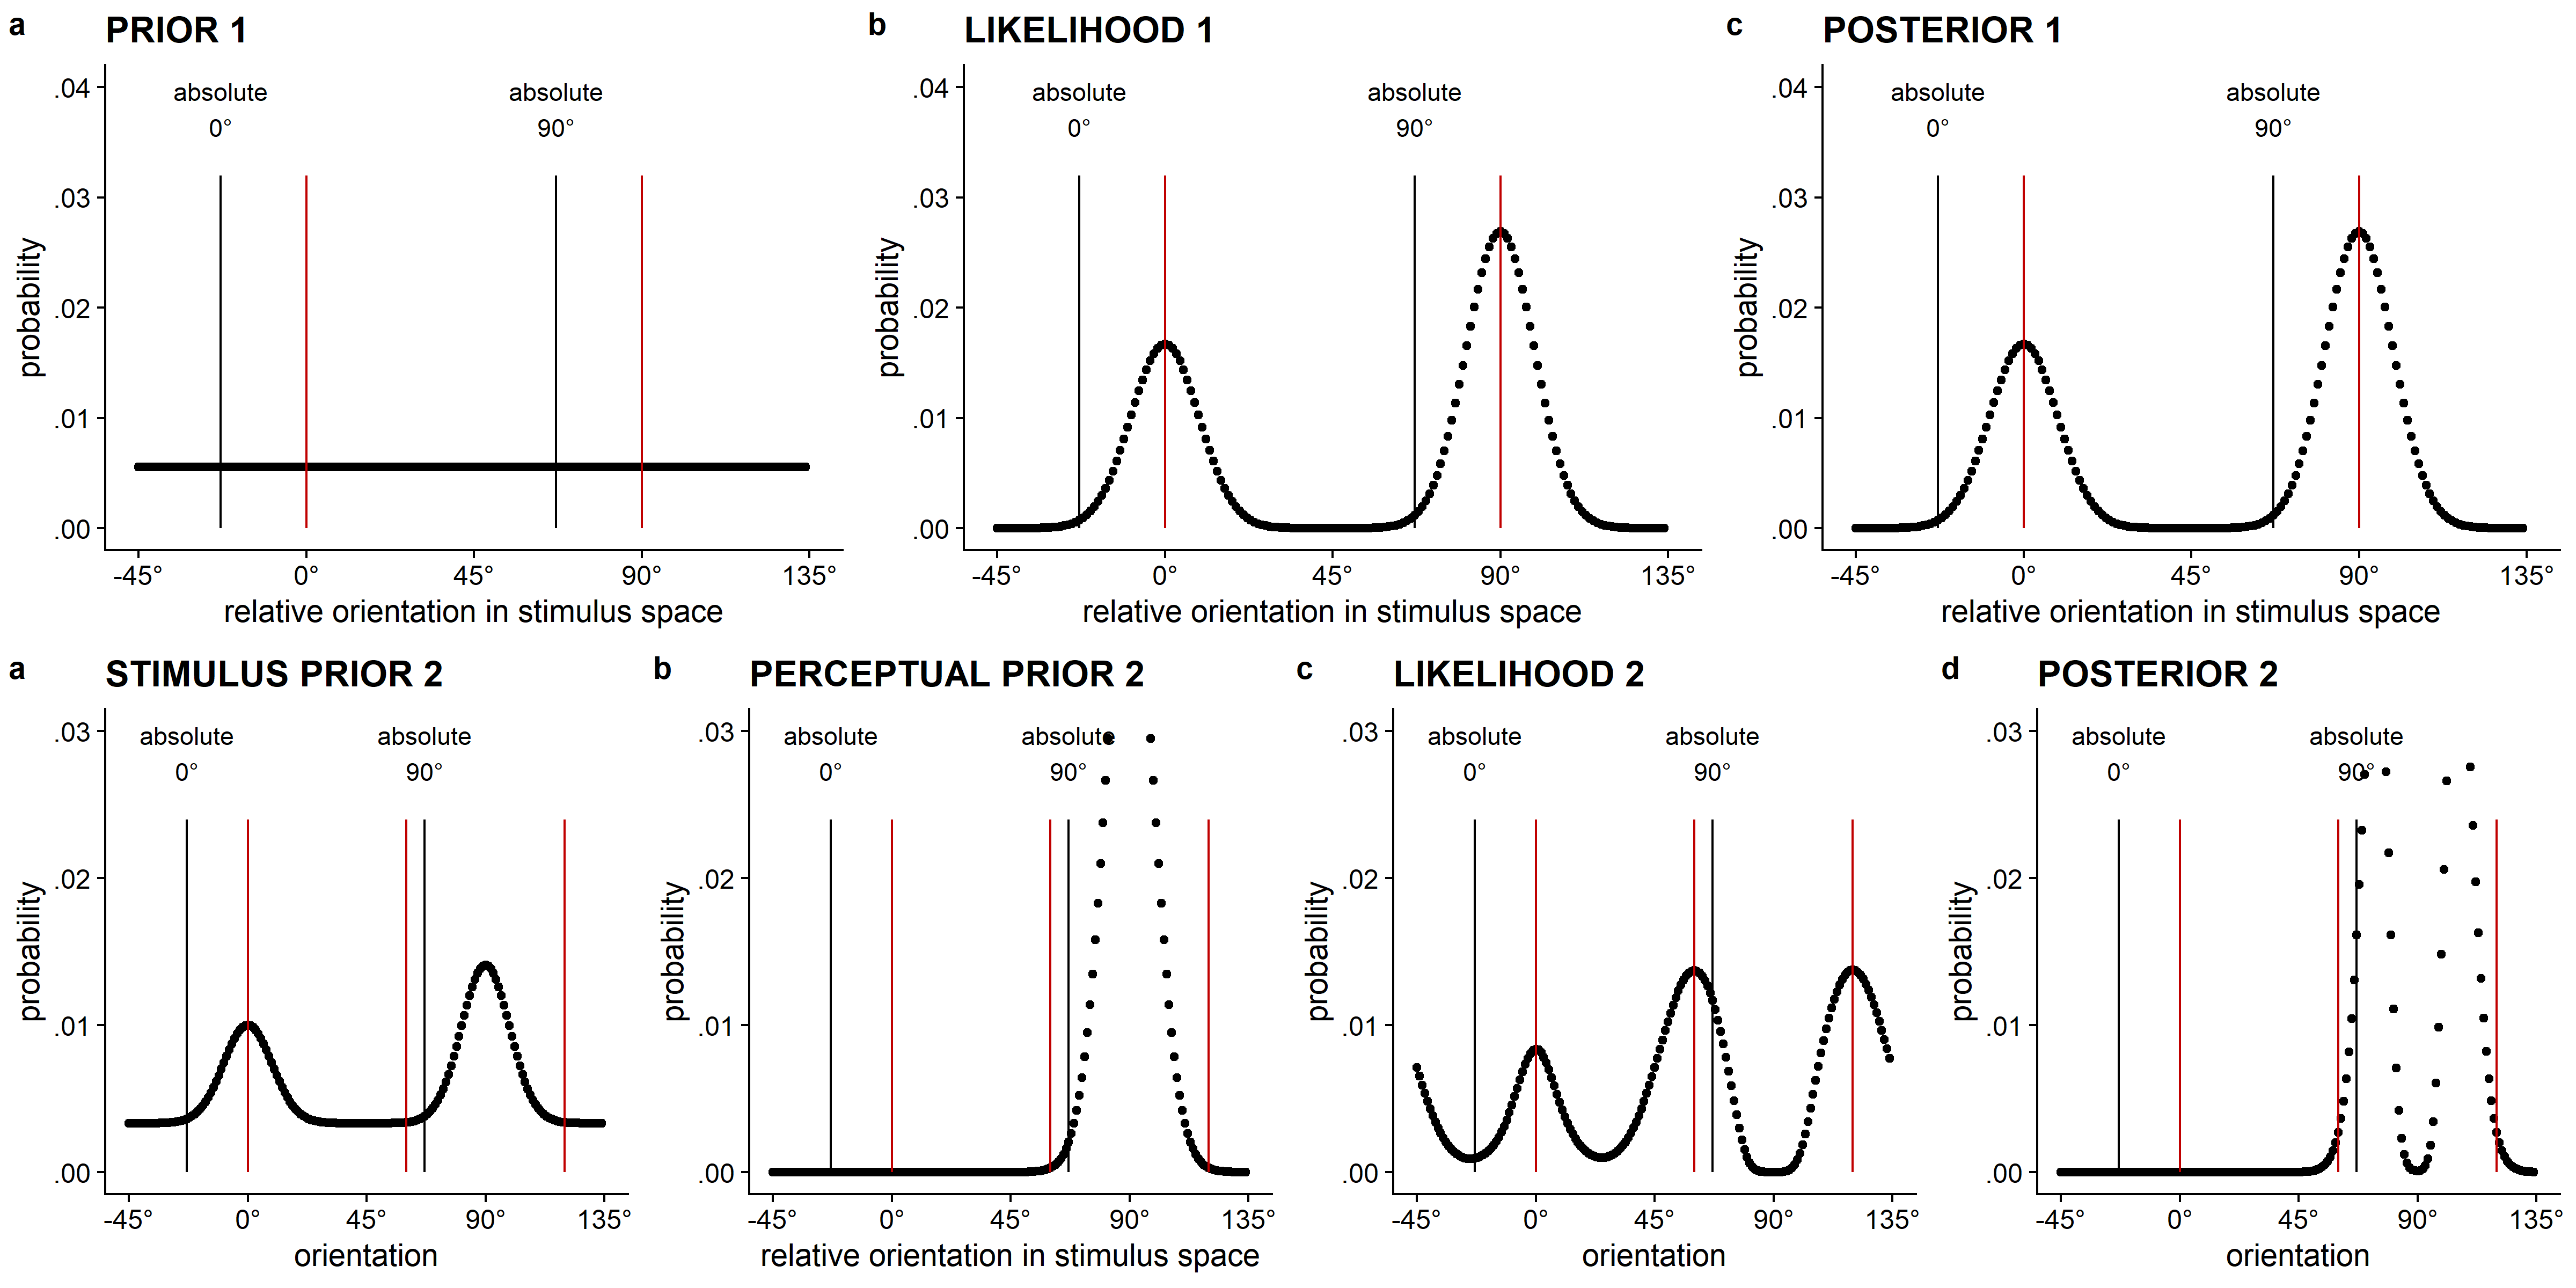 a PRIOR 1
.04
.03
.02
.01
.00
absolute absolute
0° 90°
probability
-45° 0° 45° 90° 135°
relative orientation in stimulus space
b LIKELIHOOD 1
.04
.03
.02
.01
.00
absolute absolute
0° 90°
probability
-45° 0° 45° 90° 135°
relative orientation in stimulus space
c POSTERIOR 1
.04
.03
.02
.01
.00
absolute absolute
0° 90°
probability
-45° 0° 45° 90° 135°
relative orientation in stimulus space
a STIMULUS PRIOR 2
.03
.02
.01
.00
absolute absolute
0° 90°
probability
-45° 0° 45° 90° 135°
orientation
b PERCEPTUAL PRIOR 2
.03
.02
.01
.00
absolute absolute
0° 90°
probability
-45° 0° 45° 90° 135°
relative orientation in stimulus space
c LIKELIHOOD 2
.03
.02
.01
.00
absolute absolute
0° 90°
probability
-45° 0° 45° 90° 135°
orientation
d POSTERIOR 2
.03
.02
.01
.00
absolute absolute
0° 90°
probability
-45° 0° 45° 90° 135°
orientation